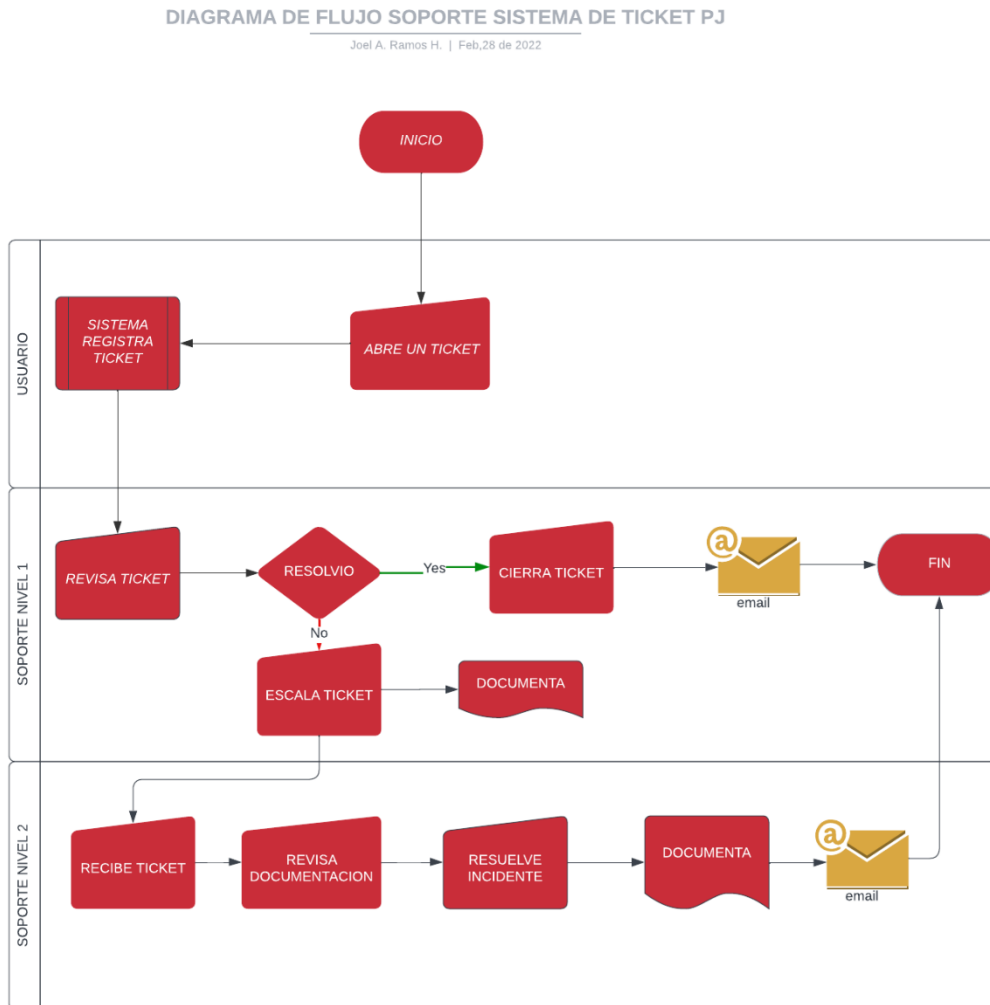 DIAGRAMA DE FLUJO SOPORTE SISTEMA DE TICKET PJ
Joel A. Ramos H. | Feb,28 de 2022
INICIO
USUARIO
SISTEMA
REGISTRA
TICKET
ABRE UN TICKET
SOPORTE NIVEL 1
REVISA TICKET
RESOLVIO
Yes
CIERRA TICKET
@
email
FIN
No
ESCALA TICKET
DOCUMENTA
SOPORTE NIVEL 2
RECIBE TICKET
REVISA
DOCUMENTACION
RESUELVE
INCIDENTE
DOCUMENTA
@
email